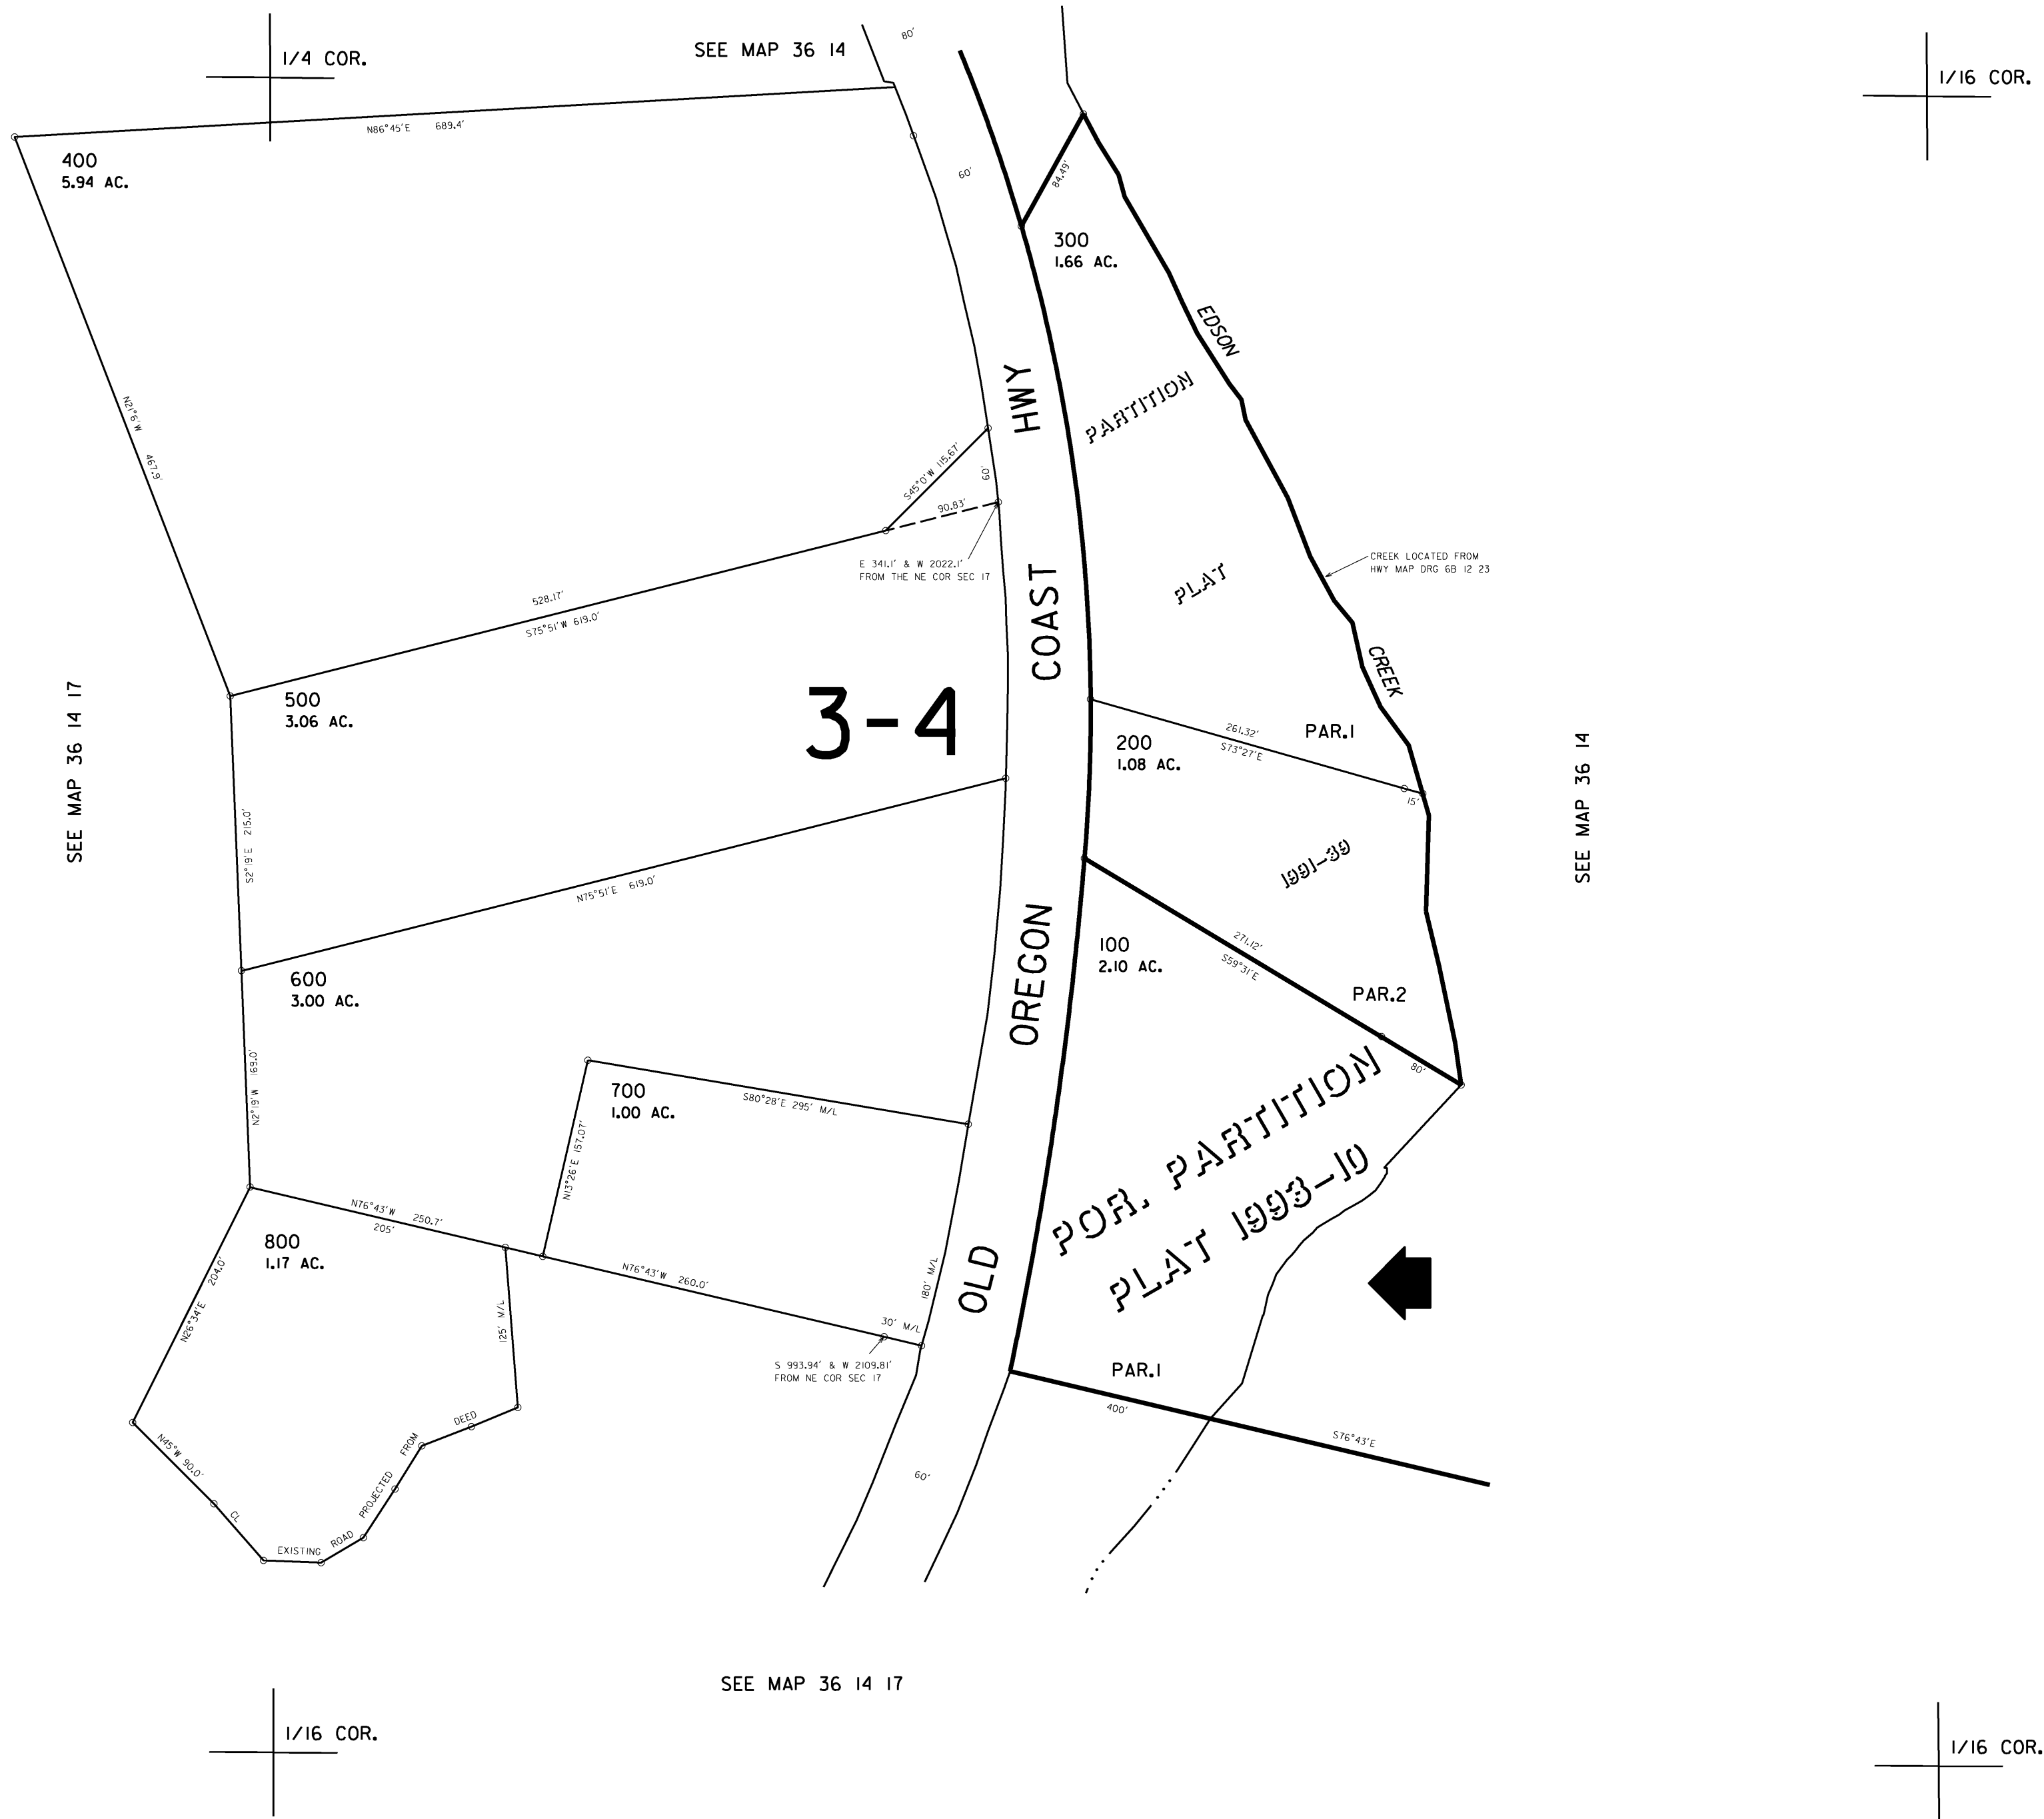 1/4 COR.
SEE MAP 36 14
80'
1/16 COR.
N86°45'E 689.4'
400
5.94 AC.
60'
84.49'
300
1.66 AC.
EDSON
HWY
PARTITION
N21°6'W 467.9'
S45°0'W 115.67'
60'
90.83'
E 341.1' & W 2022.1'
FROM THE NE COR SEC 17
CREEK LOCATED FROM
HWY MAP DRG 6B 12 23
COAST
PLAT
528.17'
S75°51'W 619.0'
CREEK
500
3.06 AC.
3-4
SEE MAP 36 14 17
261.32'
S73°27'E
PAR.1
200
1.08 AC.
15'
SEE MAP 36 14
S2°19'E 215.0'
1991-39
N75°51'E 619.0'
OREGON
271.12'
S59°31'E
100
2.10 AC.
600
3.00 AC.
PAR.2
80'
N2°19'W 169.0'
700
1.00 AC.
S80°28'E 295' M/L
N13°26'E 157.07'
POR. PARTITION
PLAT 1993-10
N76°43'W 250.7'
205'
800
1.17 AC.
N26°34'E 204.0'
125' M/L
N76°43'W 260.0'
180' M/L
30' M/L
OLD
S 993.94' & W 2109.81'
FROM NE COR SEC 17
PAR.1
400'
S76°43'E
N45°W 90.0'
CL EXISTING ROAD PROJECTED FROM DEED
60'
SEE MAP 36 14 17
1/16 COR.
1/16 COR.